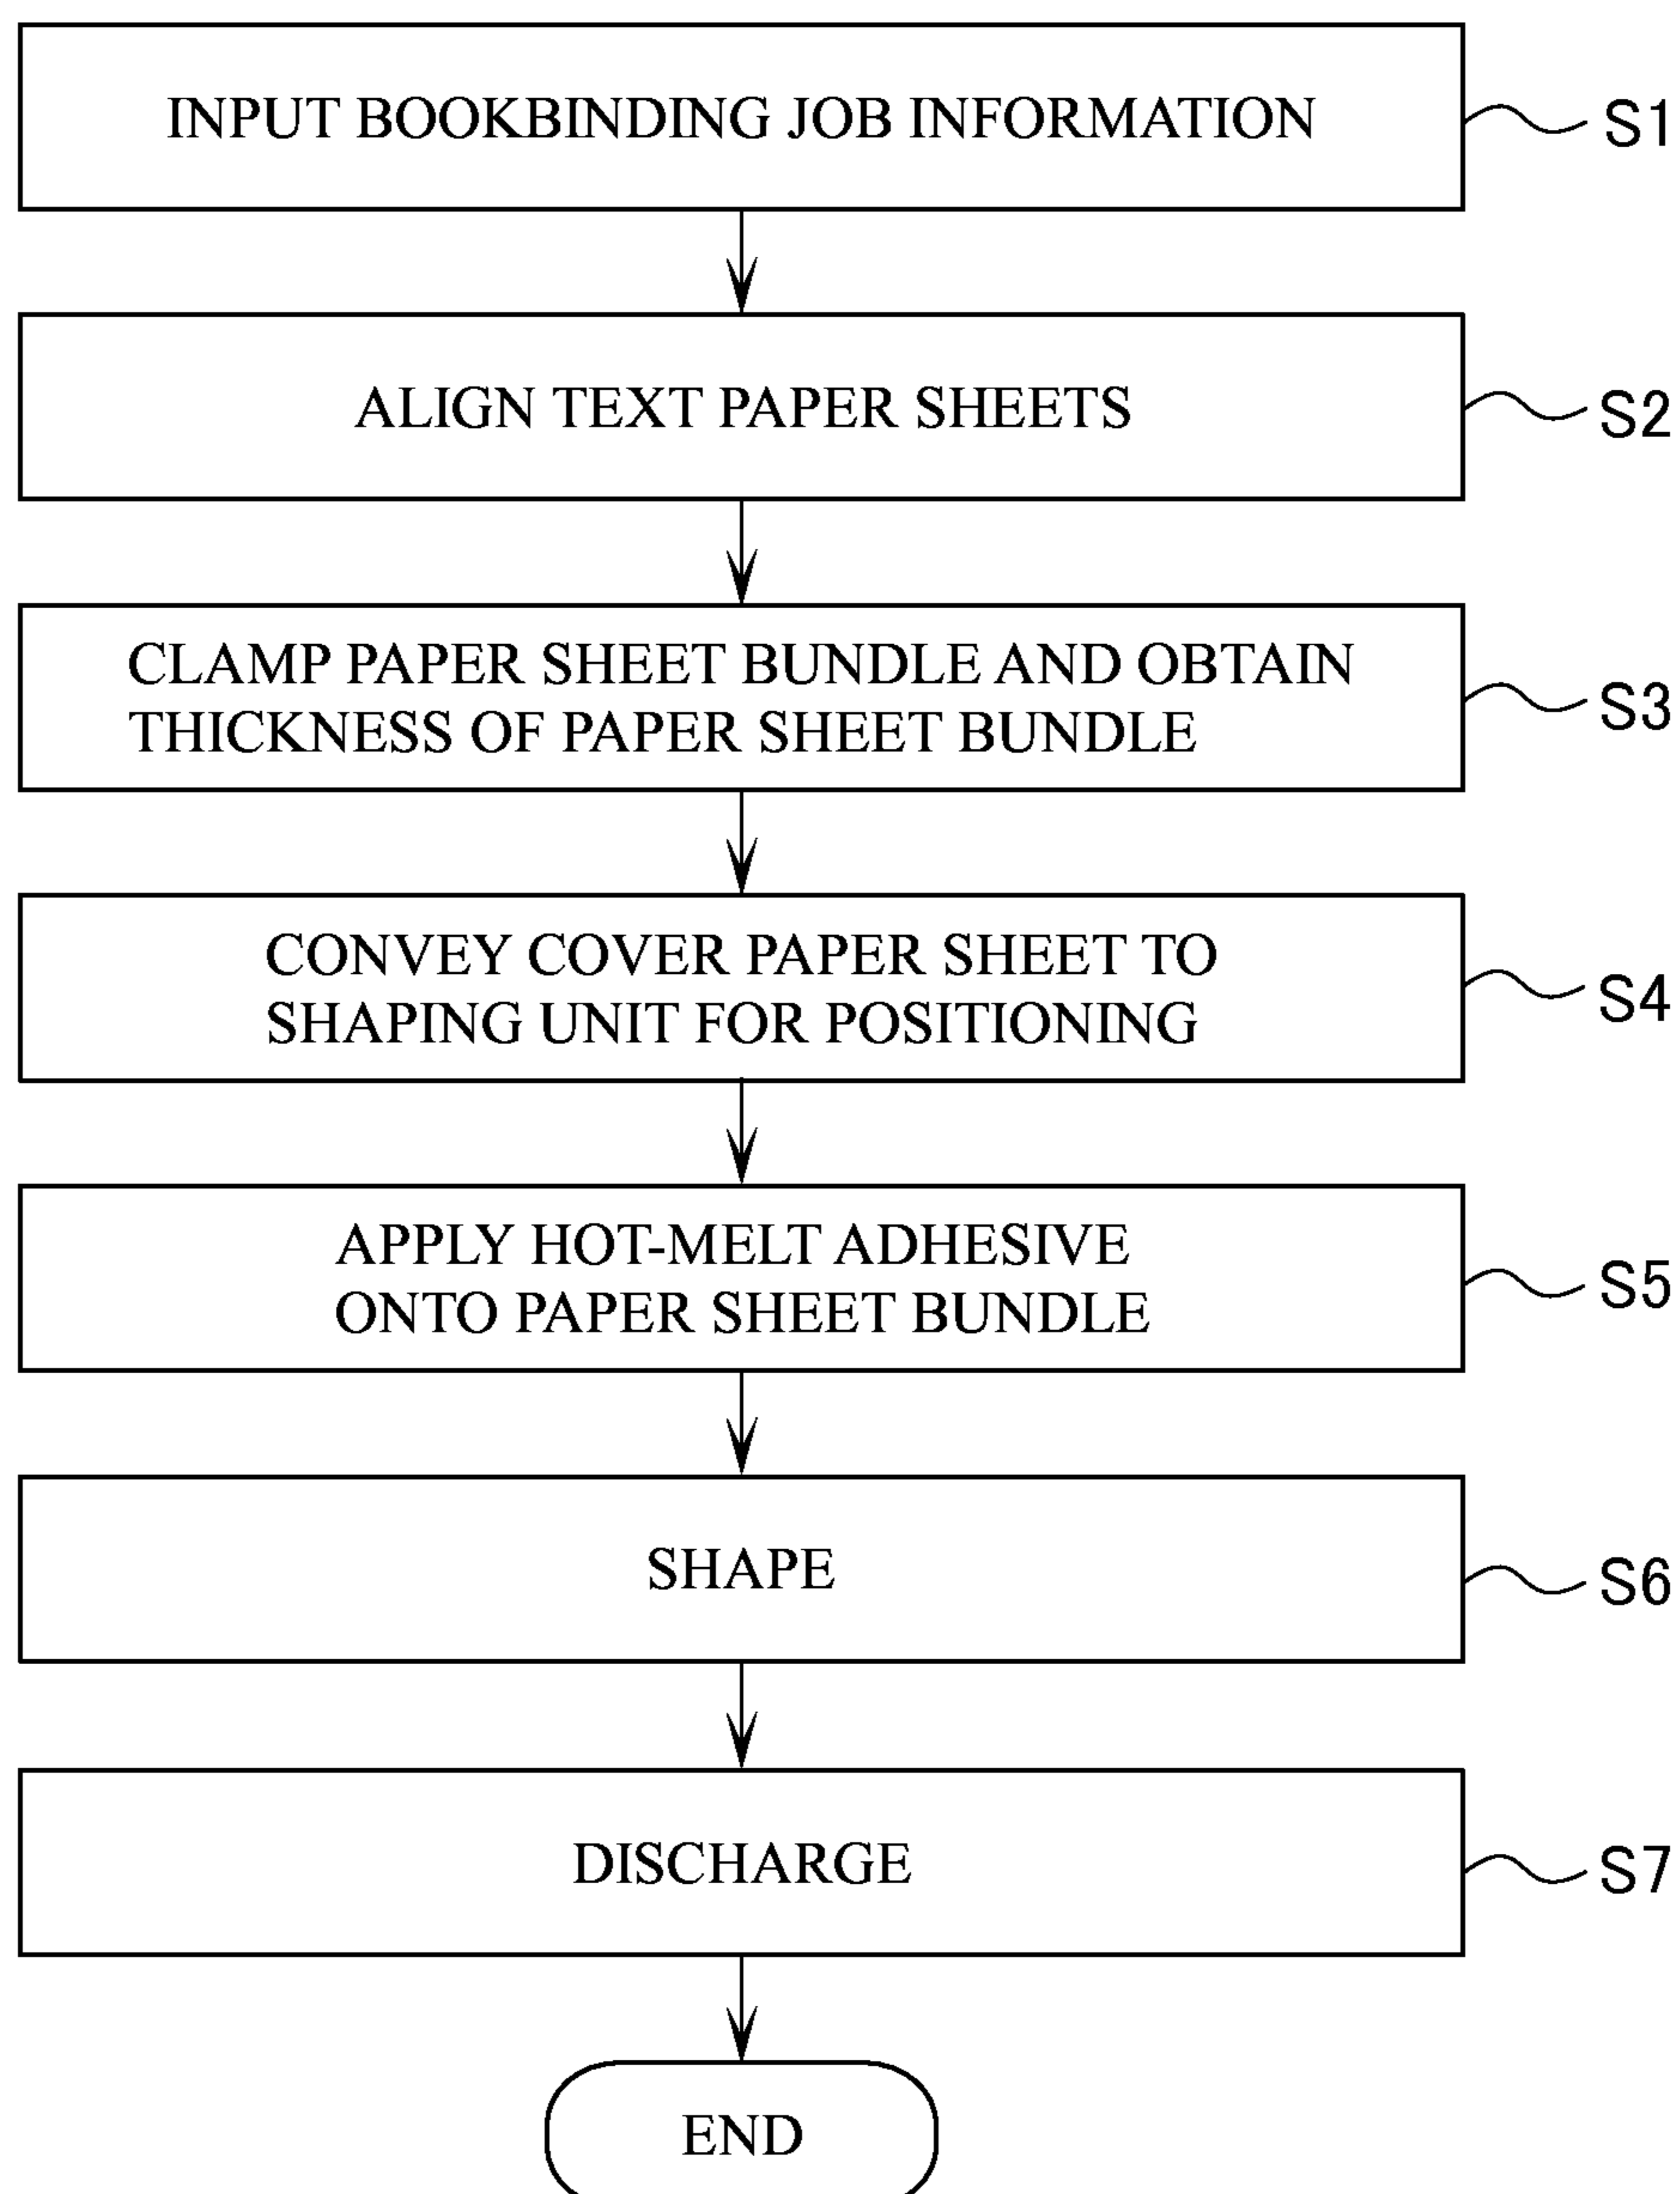 INPUT BOOKBINDING JOB INFORMATION
S1
ALIGN TEXT PAPER SHEETS
S2
CLAMP PAPER SHEET BUNDLE AND OBTAIN
THICKNESS OF PAPER SHEET BUNDLE
S3
CONVEY COVER PAPER SHEET TO
SHAPING UNIT FOR POSITIONING
S4
APPLY HOT-MELT ADHESIVE
ONTO PAPER SHEET BUNDLE
S5
SHAPE
S6
DISCHARGE
S7
END